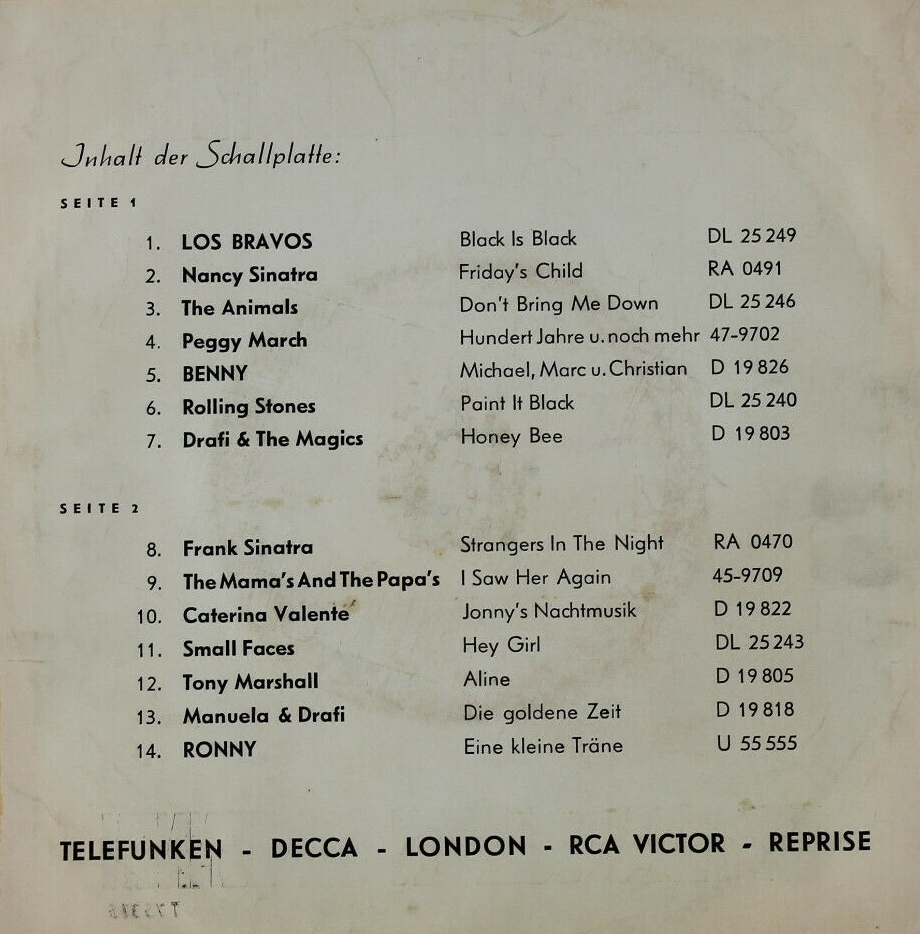 Inhalt der Schallplatte:
SEITE 1
1. LOS BRAVOS Black Is Black DL 25 249
2. Nancy Sinatra Friday's Child RA 0491
3. The Animals Don't Bring Me Down DL 25 246
4. Peggy March Hundert Jahre u. noch mehr 47-9702
5. BENNY Michael, Marc u. Christian D 19 826
6. Rolling Stones Paint It Black DL 25 240
7. Drafi & The Magics Honey Bee D 19 803
SEITE 2
8. Frank Sinatra Strangers In The Night RA 0470
9. The Mama's And The Papa's I Saw Her Again 45-9709
10. Caterina Valente Jonny's Nachtmusik D 19 822
11. Small Faces Hey Girl DL 25 243
12. Tony Marshall Aline D 19 805
13. Manuela & Drafi Die goldene Zeit D 19 818
14. RONNY Eine kleine Träne U 55 555
TELEFUNKEN - DECCA - LONDON - RCA VICTOR - REPRISE